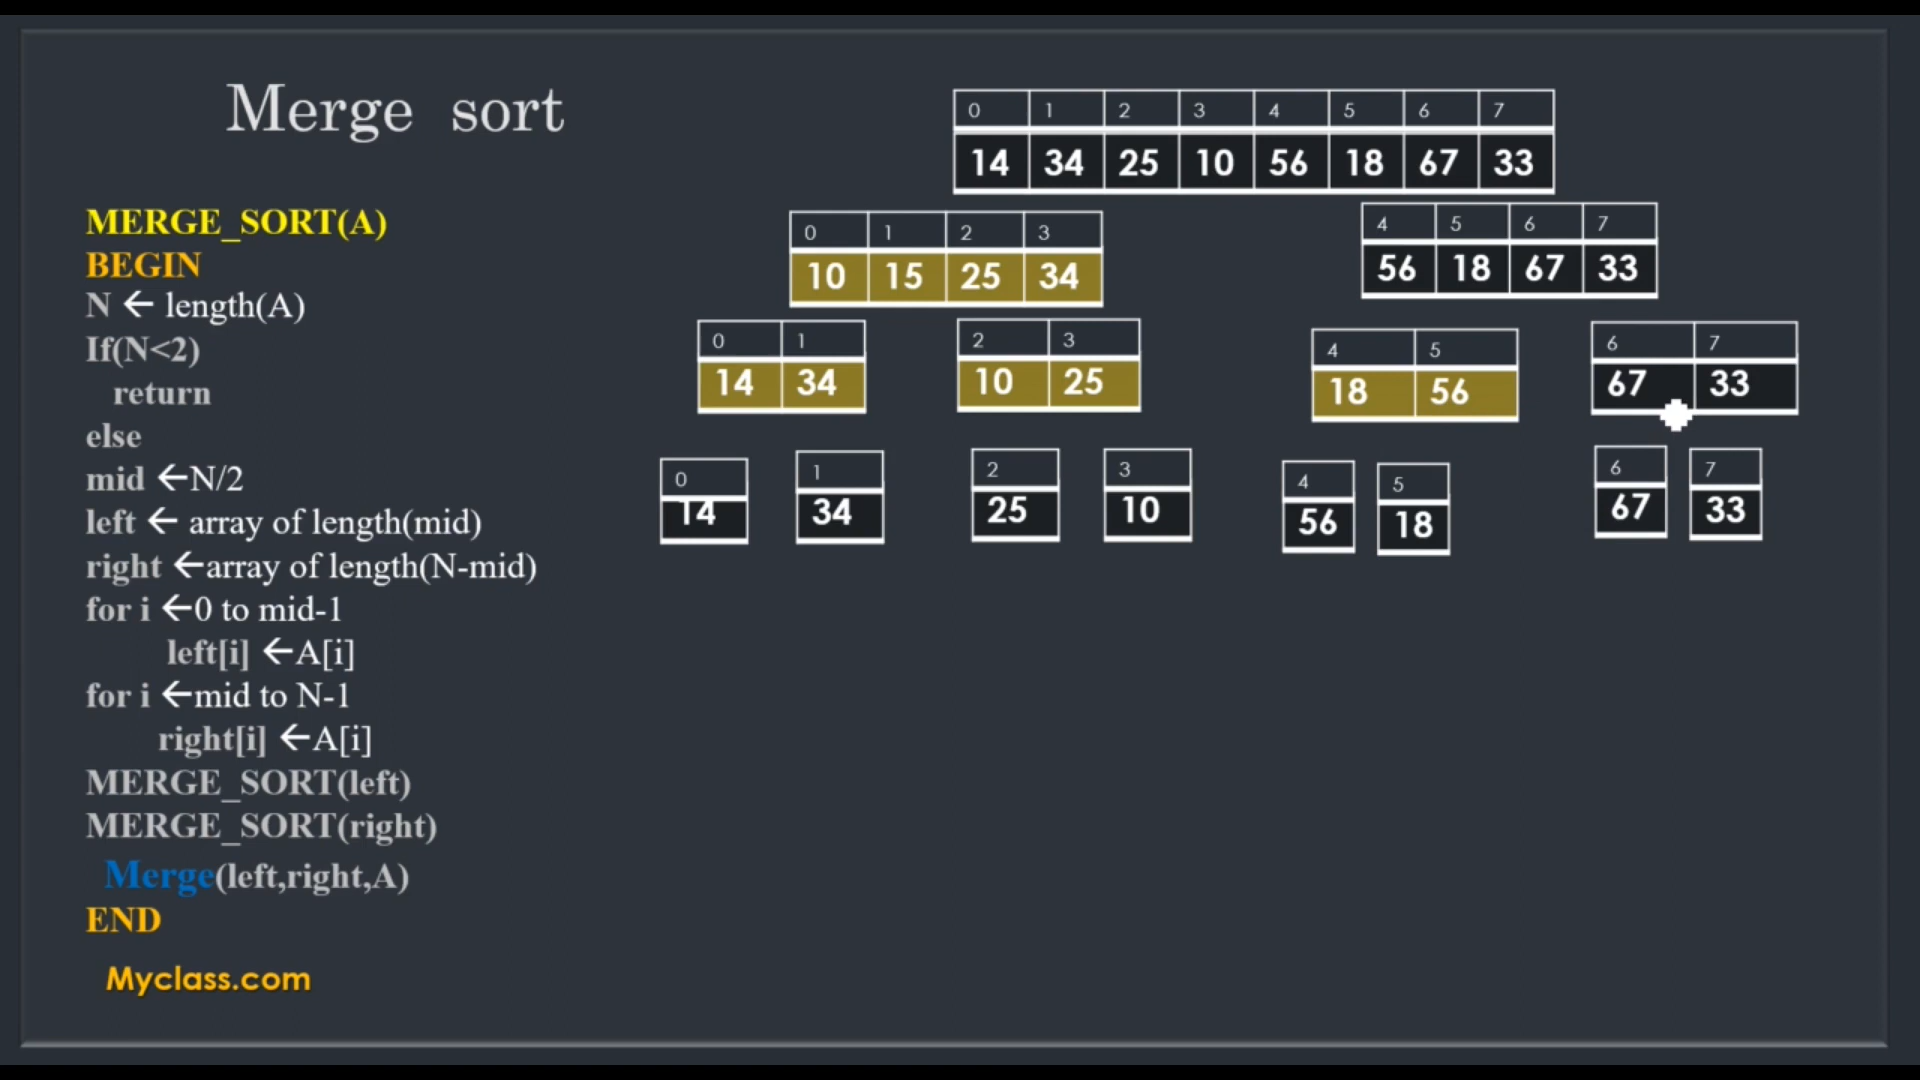 Merge sort
MERGE_SORT(A)
BEGIN
N ← length(A)
If(N<2)
return
else
mid ←N/2
left ← array of length(mid)
right ←array of length(N-mid)
for i ←0 to mid-1
left[i] ←A[i]
for i ←mid to N-1
right[i] ←A[i]
MERGE_SORT(left)
MERGE_SORT(right)
Merge(left,right,A)
END
Myclass.com
0 1 2 3 4 5 6 7
14 34 25 10 56 18 67 33
0 1 2 3
10 15 25 34
4 5 6 7
56 18 67 33
0 1
14 34
2 3
10 25
4 5
18 56
6 7
67 33
0
14
1
34
2
25
3
10
4
56
5
18
6
67
7
33